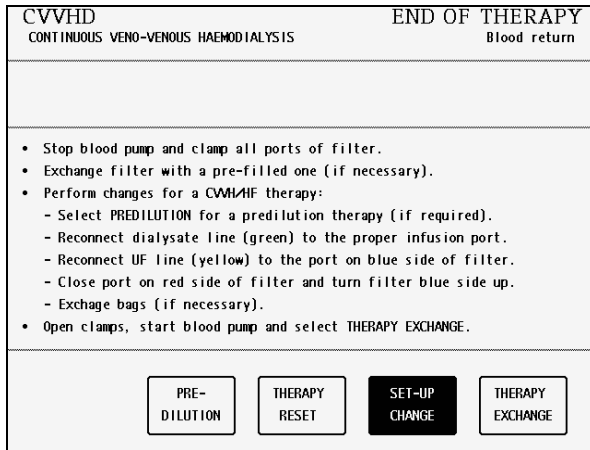 CVVHD END OF THERAPY
CONTINUOUS VENO-VENOUS HAEMODIALYSIS Blood return
• Stop blood pump and clamp all ports of filter.
• Exchange filter with a pre-filled one (if necessary).
• Perform changes for a CVVH/HF therapy:
- Select PREDILUTION for a predilution therapy (if required).
- Reconnect dialysate line (green) to the proper infusion port.
- Reconnect UF line (yellow) to the port on blue side of filter.
- Close port on red side of filter and turn filter blue side up.
- Exchage bags (if necessary).
• Open clamps, start blood pump and select THERAPY EXCHANGE.
PRE- THERAPY SET-UP THERAPY
DILUTION RESET CHANGE EXCHANGE